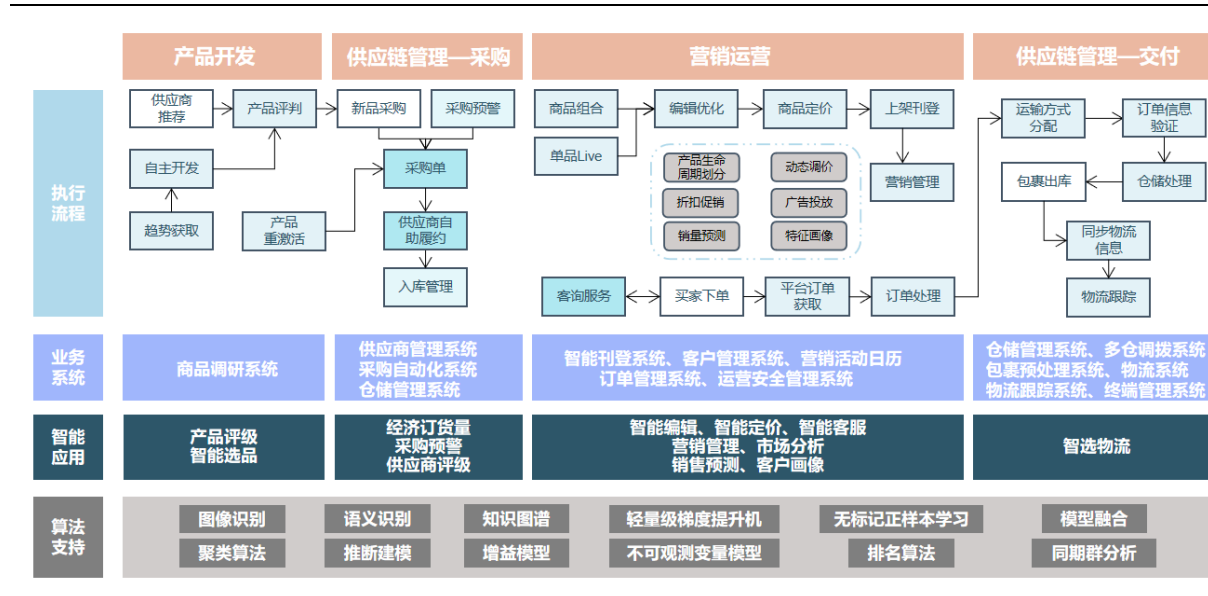 产品开发
供应链管理—采购
营销运营
供应链管理—交付
执行
流程
供应商
推荐
产品评判
新品采购
采购预警
自主开发
采购单
趋势获取
产品
重激活
供应商自
助履约
入库管理
商品组合
编辑优化
商品定价
上架刊登
单品Live
产品生命
周期划分
动态调价
折扣促销
广告投放
销量预测
特征画像
营销管理
客询服务
买家下单
平台订单
获取
订单处理
运输方式
分配
订单信息
验证
包裹出库
仓储处理
同步物流
信息
物流跟踪
业务
系统
商品调研系统
供应商管理系统
采购自动化系统
仓储管理系统
智能刊登系统、客户管理系统、营销活动日历
订单管理系统、运营安全管理系统
仓储管理系统、多仓调拨系统
包裹预处理系统、物流系统
物流跟踪系统、终端管理系统
智能
应用
产品评级
智能选品
经济订货量
采购预警
供应商评级
智能编辑、智能定价、智能客服
营销管理、市场分析
销售预测、客户画像
智选物流
算法
支持
图像识别
语义识别
知识图谱
轻量级梯度提升机
无标记正样本学习
模型融合
聚类算法
推断建模
增益模型
不可观测变量模型
排名算法
同期群分析